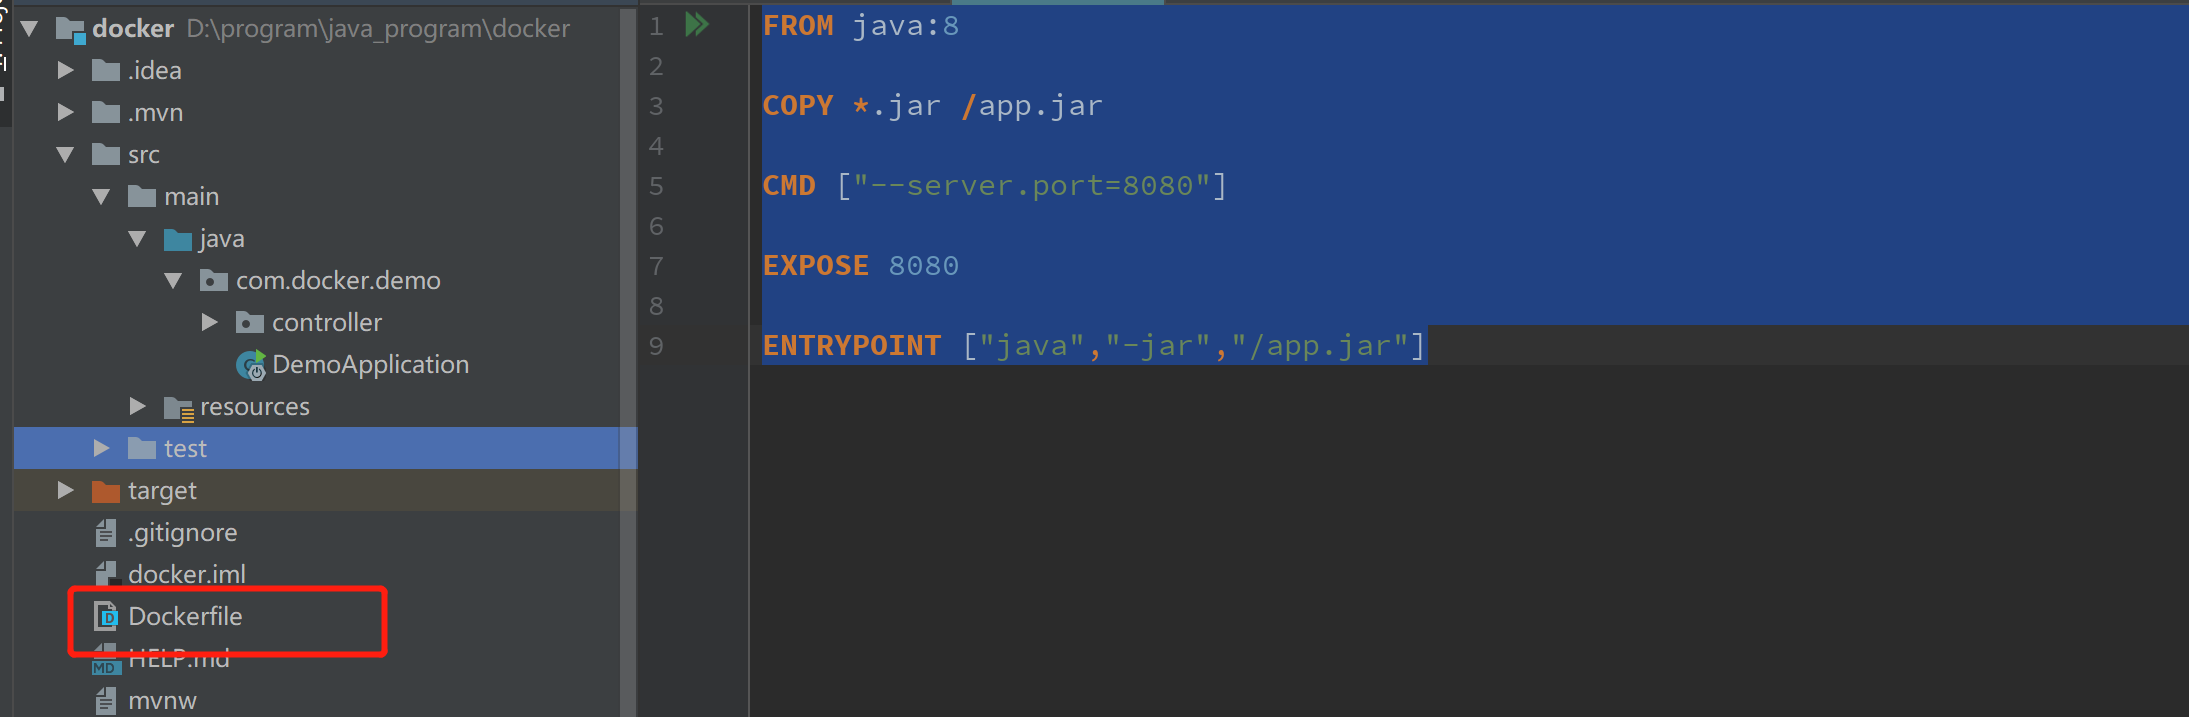 docker D:\program\java_program\docker
.idea
.mvn
src
main
java
com.docker.demo
controller
DemoApplication
resources
test
target
.gitignore
docker.iml
Dockerfile
HELP.md
mvnw
1 FROM java:8
2
3 COPY *.jar /app.jar
4
5 CMD ["--server.port=8080"]
6
7 EXPOSE 8080
8
9 ENTRYPOINT ["java","-jar","/app.jar"]